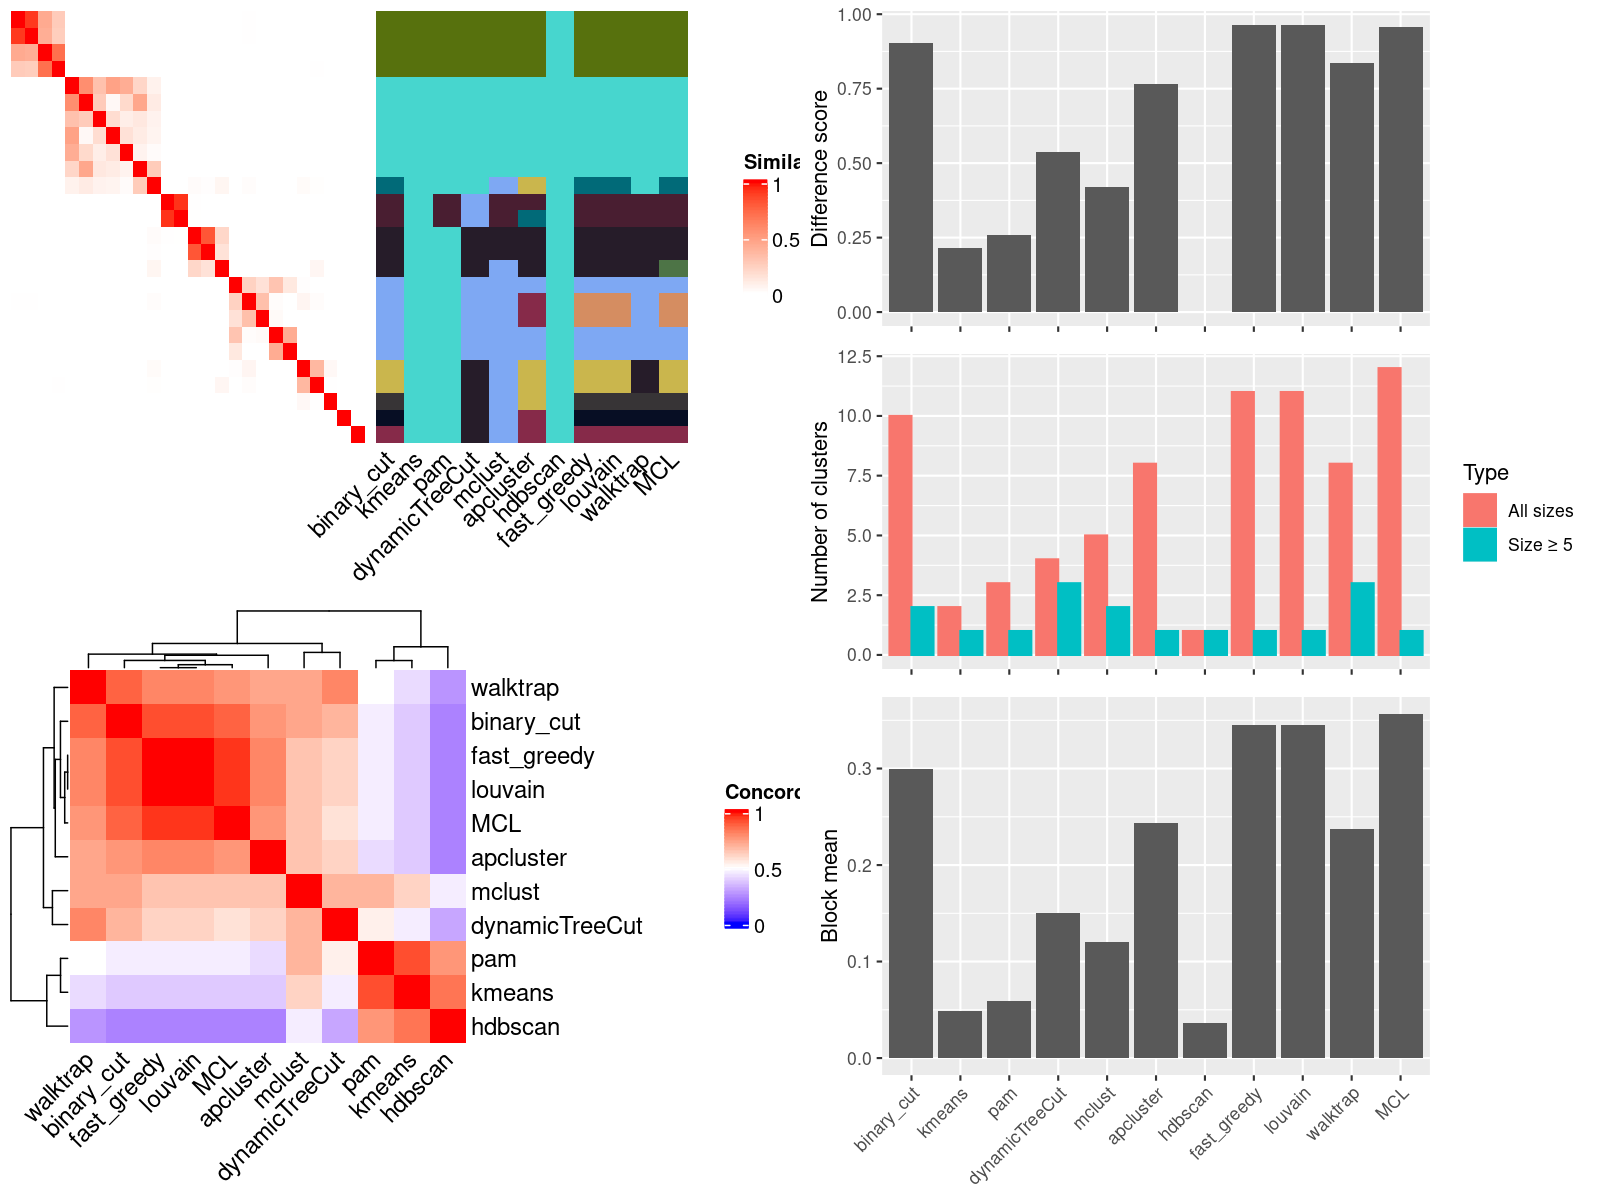 Simila
1
0.5
0
binary_cut
kmeans
pam
dynamicTreeCut
mclust
apcluster
hdbscan
fast_greedy
louvain
walktrap
MCL
walktrap
binary_cut
fast_greedy
louvain
MCL
apcluster
mclust
dynamicTreeCut
pam
kmeans
hdbscan
walktrap
binary_cut
fast_greedy
louvain
MCL
apcluster
mclust
dynamicTreeCut
pam
kmeans
hdbscan
Concord
1
0.5
0
Difference score
1.00
0.75
0.50
0.25
0.00
Number of clusters
12.5
10.0
7.5
5.0
2.5
0.0
Type
All sizes
Size ≥ 5
Block mean
0.3
0.2
0.1
0.0
binary_cut
kmeans
pam
dynamicTreeCut
mclust
apcluster
hdbscan
fast_greedy
louvain
walktrap
MCL